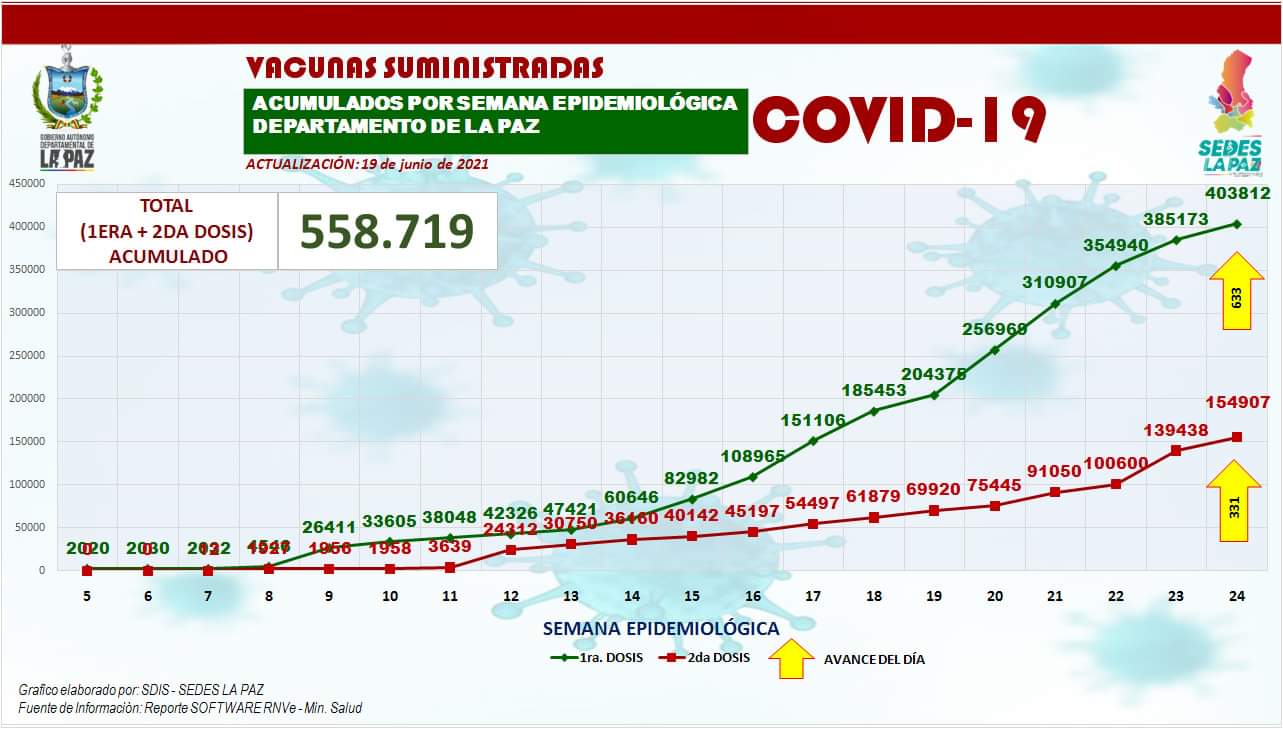 VACUNAS SUMINISTRADAS
ACUMULADOS POR SEMANA EPIDEMIOLÓGICA
DEPARTAMENTO DE LA PAZ
COVID-19
ACTUALIZACIÓN: 19 de junio de 2021
GOBIERNO AUTÓNOMO
DEPARTAMENTAL DE
LA PAZ
SEDES
LA PAZ
TOTAL
(1ERA + 2DA DOSIS)
ACUMULADO
558.719
450000
400000
350000
300000
250000
200000
150000
100000
50000
0
2020 2030 2022 26411 33605 38048 42326 47421 60646 82982 108965 151106 185453 204375 256969 310907 354940 385173 403812
0 0 1956 1958 3639 24312 30750 36160 40142 45197 54497 61879 69920 75445 91050 100600 139438 154907
633
331
5 6 7 8 9 10 11 12 13 14 15 16 17 18 19 20 21 22 23 24
SEMANA EPIDEMIOLÓGICA
1ra. DOSIS 2da DOSIS AVANCE DEL DÍA
Grafico elaborado por: SDIS - SEDES LA PAZ
Fuente de Informaciòn: Reporte SOFTWARE RNVe - Min. Salud